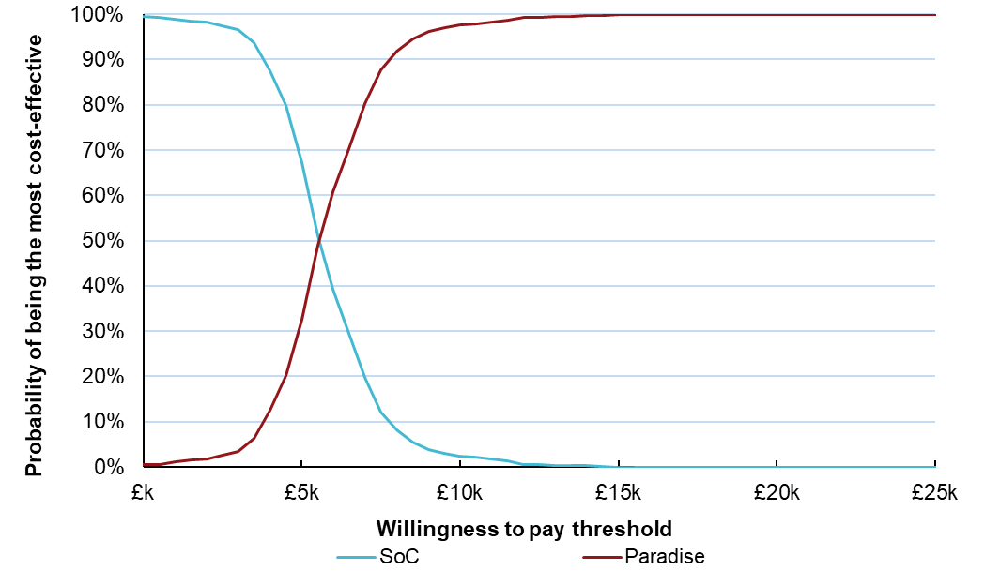 Probability of being the most cost-effective
100%
90%
80%
70%
60%
50%
40%
30%
20%
10%
0%
£k £5k £10k £15k £20k £25k
Willingness to pay threshold
SoC Paradise